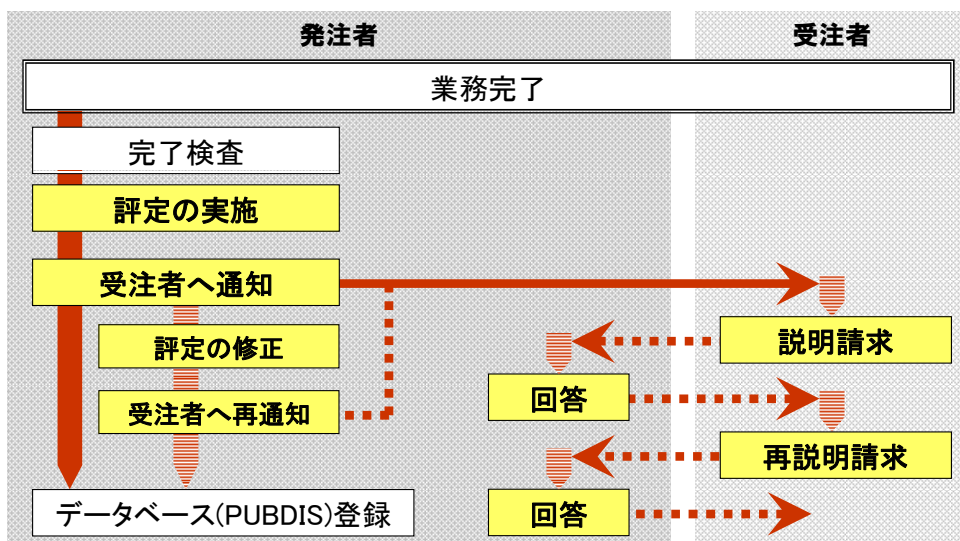 発注者
受注者
業務完了
完了検査
評定の実施
受注者へ通知
評定の修正
説明請求
受注者へ再通知
回答
再説明請求
データベース(PUBDIS)登録
回答